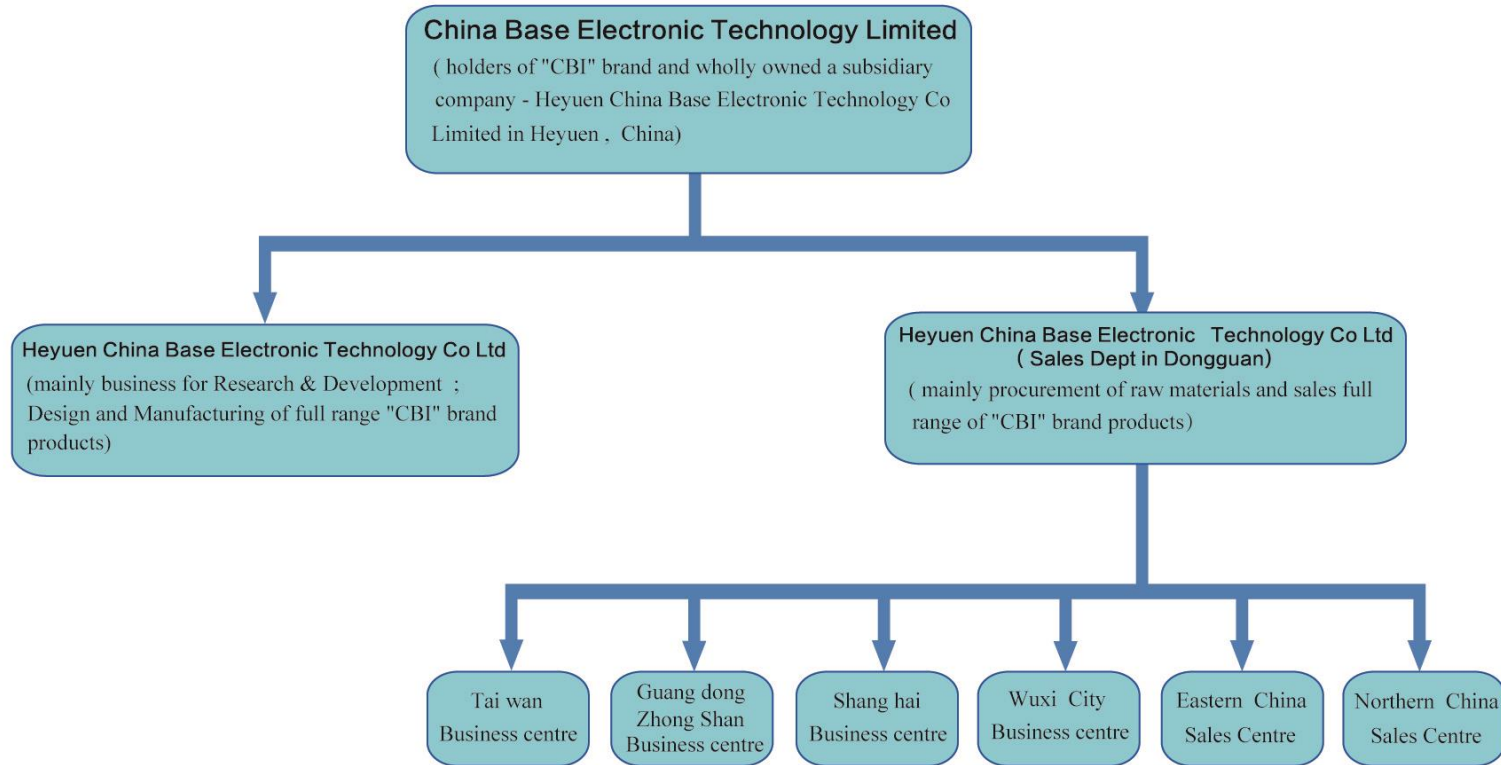 China Base Electronic Technology Limited
( holders of "CBI" brand and wholly owned a subsidiary
company - Heyuen China Base Electronic Technology Co
Limited in Heyuen , China)
Heyuen China Base Electronic Technology Co Ltd
(mainly business for Research & Development ;
Design and Manufacturing of full range "CBI" brand
products)
Heyuen China Base Electronic Technology Co Ltd
( Sales Dept in Dongguan)
( mainly procurement of raw materials and sales full
range of "CBI" brand products)
Tai wan
Business centre
Guang dong
Zhong Shan
Business centre
Shang hai
Business centre
Wuxi City
Business centre
Eastern China
Sales Centre
Northern China
Sales Centre